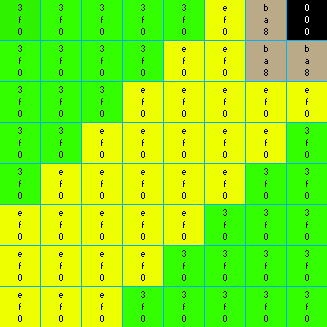 3 3 3 3 3 e b 0
f f f f f f a 0
0 0 0 0 0 0 8 0
3 3 3 3 e e b b
f f f f f f a a
0 0 0 0 0 0 8 8
3 3 3 e e e e e
f f f f f f f f
0 0 0 0 0 0 0 0
3 3 e e e e e 3
f f f f f f f f
0 0 0 0 0 0 0 0
3 e e e e e 3 3
f f f f f f f f
0 0 0 0 0 0 0 0
e e e e e 3 3 3
f f f f f f f f
0 0 0 0 0 0 0 0
e e e e 3 3 3 3
f f f f f f f f
0 0 0 0 0 0 0 0
e e e 3 3 3 3 3
f f f f f f f f
0 0 0 0 0 0 0 0